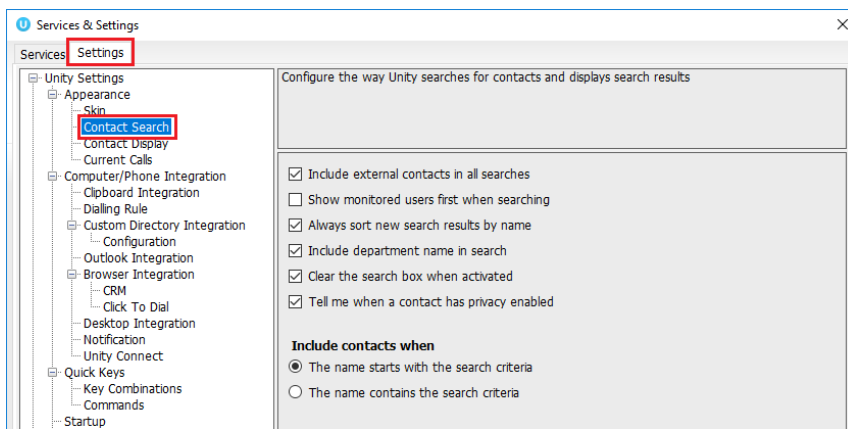 Services & Settings
Services
Settings
Unity Settings
Appearance
Skin
Contact Search
Contact Display
Current Calls
Computer/Phone Integration
Clipboard Integration
Dialling Rule
Custom Directory Integration
Configuration
Outlook Integration
Browser Integration
CRM
Click To Dial
Desktop Integration
Notification
Unity Connect
Quick Keys
Key Combinations
Commands
Startup
Configure the way Unity searches for contacts and displays search results
Include external contacts in all searches
Show monitored users first when searching
Always sort new search results by name
Include department name in search
Clear the search box when activated
Tell me when a contact has privacy enabled
Include contacts when
The name starts with the search criteria
The name contains the search criteria